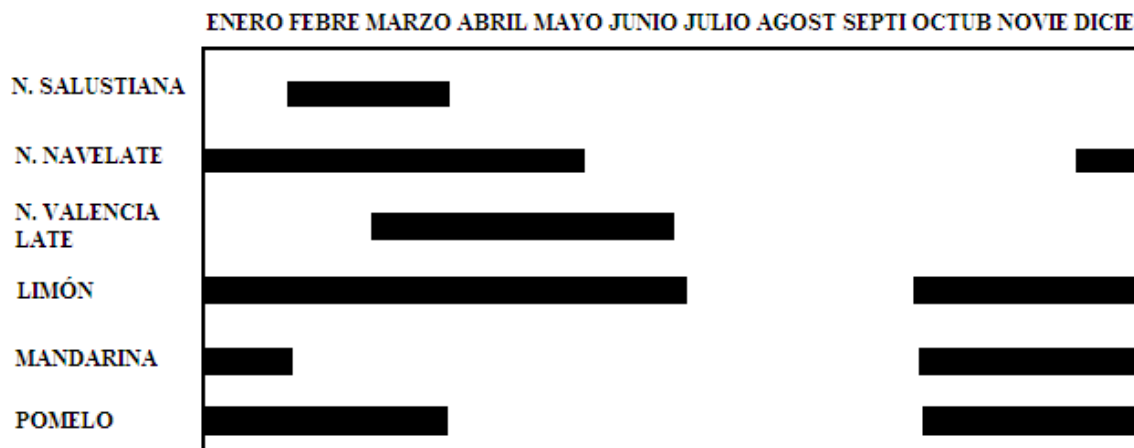 ENERO FEBRE MARZO ABRIL MAYO JUNIO JULIO AGOST SEPTI OCTUB NOVIE DICIE
N. SALUSTIANA
N. NAVELATE
N. VALENCIA
LATE
LIMÓN
MANDARINA
POMELO